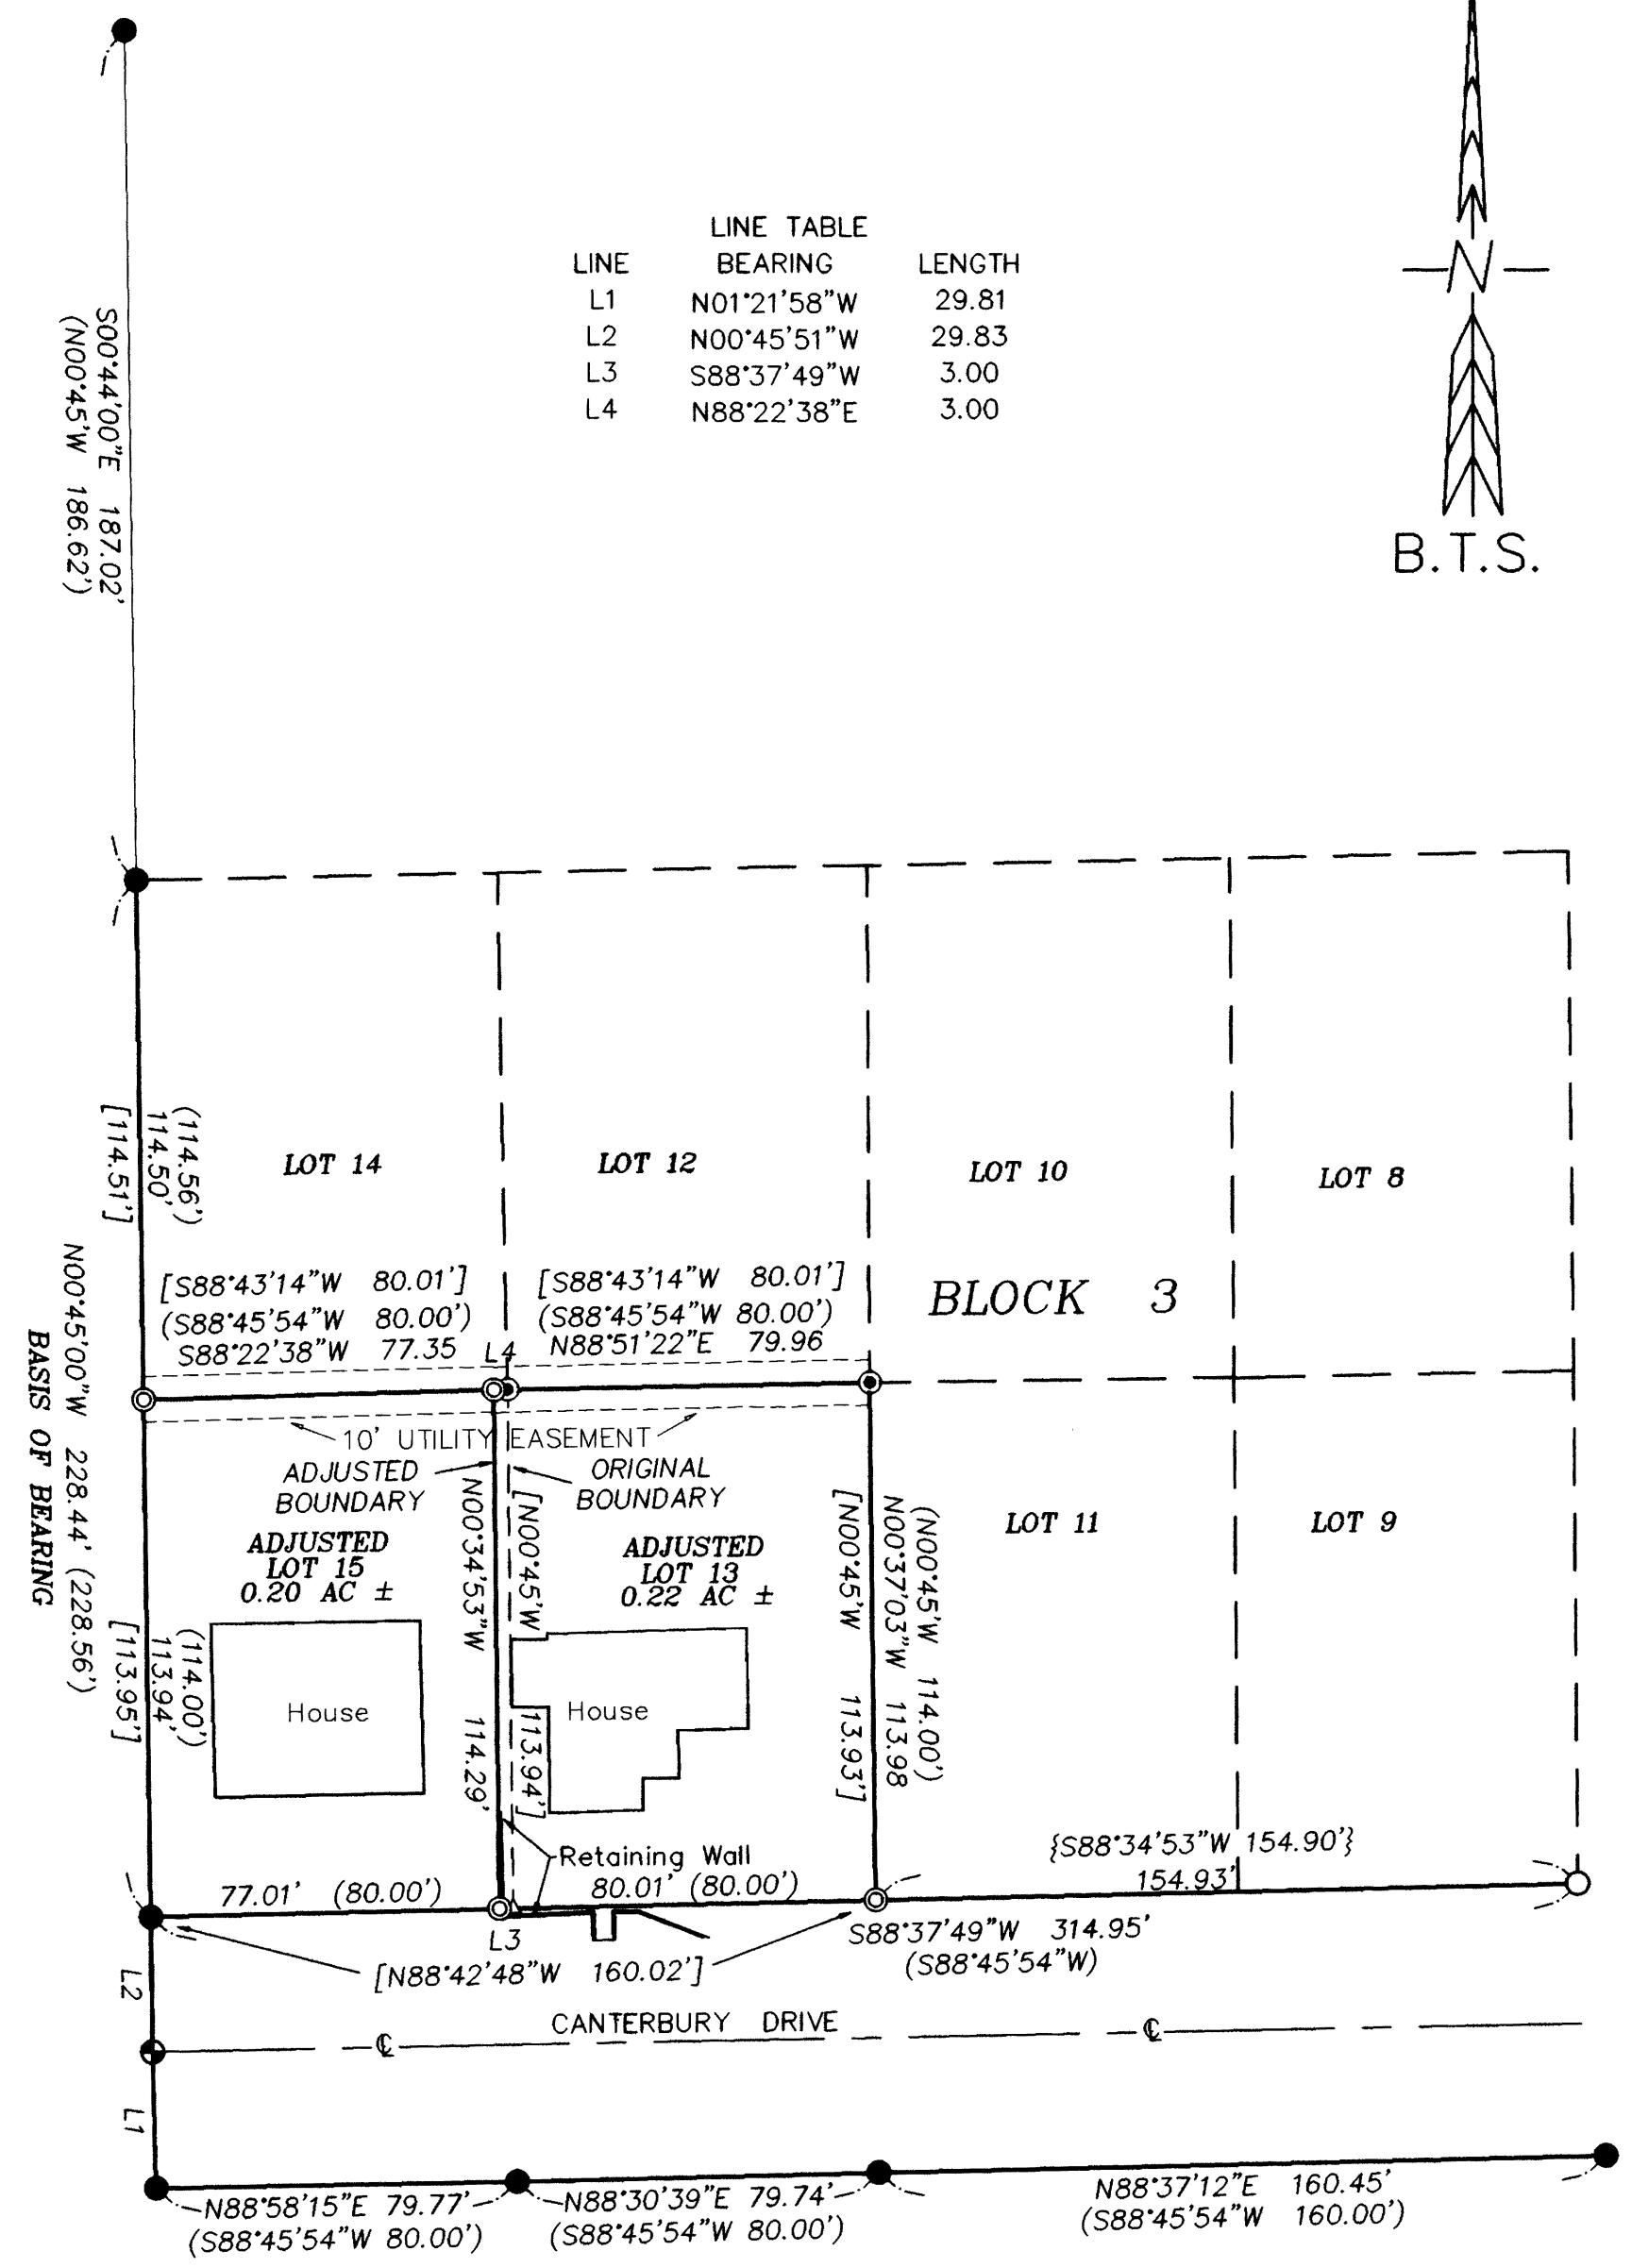 LINE TABLE
LINE BEARING LENGTH
L1 N01°21'58"W 29.81
L2 N00°45'51"W 29.83
L3 S88°37'49"W 3.00
L4 N88°22'38"E 3.00
N
B.T.S.
S00°44'00"E 187.02'
(N00°45'W 186.62')
(114.56')
114.50'
[114.51']
LOT 14
LOT 12
LOT 10
LOT 8
BLOCK 3
[S88°43'14"W 80.01']
(S88°45'54"W 80.00')
S88°22'38"W 77.35
L4
[S88°43'14"W 80.01']
(S88°45'54"W 80.00')
N88°51'22"E 79.96
N00°45'00"W 228.44' (228.56')
BASIS OF BEARING
10' UTILITY EASEMENT
ADJUSTED
BOUNDARY
ORIGINAL
BOUNDARY
ADJUSTED
LOT 15
0.20 AC ±
ADJUSTED
LOT 13
0.22 AC ±
N00°34'53"W 114.29'
[N00°45'W 113.94']
(N00°45'W 114.00')
N00°37'03"W 113.98
[N00°45'W 113.93']
LOT 11
LOT 9
(114.00')
113.94'
[113.95']
House
House
Retaining Wall
77.01' (80.00')
80.01' (80.00')
{S88°34'53"W 154.90'}
154.93'
L3
[N88°42'48"W 160.02']
S88°37'49"W 314.95'
(S88°45'54"W)
L2
CANTERBURY DRIVE
℄
℄
L1
N88°58'15"E 79.77'
(S88°45'54"W 80.00')
N88°30'39"E 79.74'
(S88°45'54"W 80.00')
N88°37'12"E 160.45'
(S88°45'54"W 160.00')